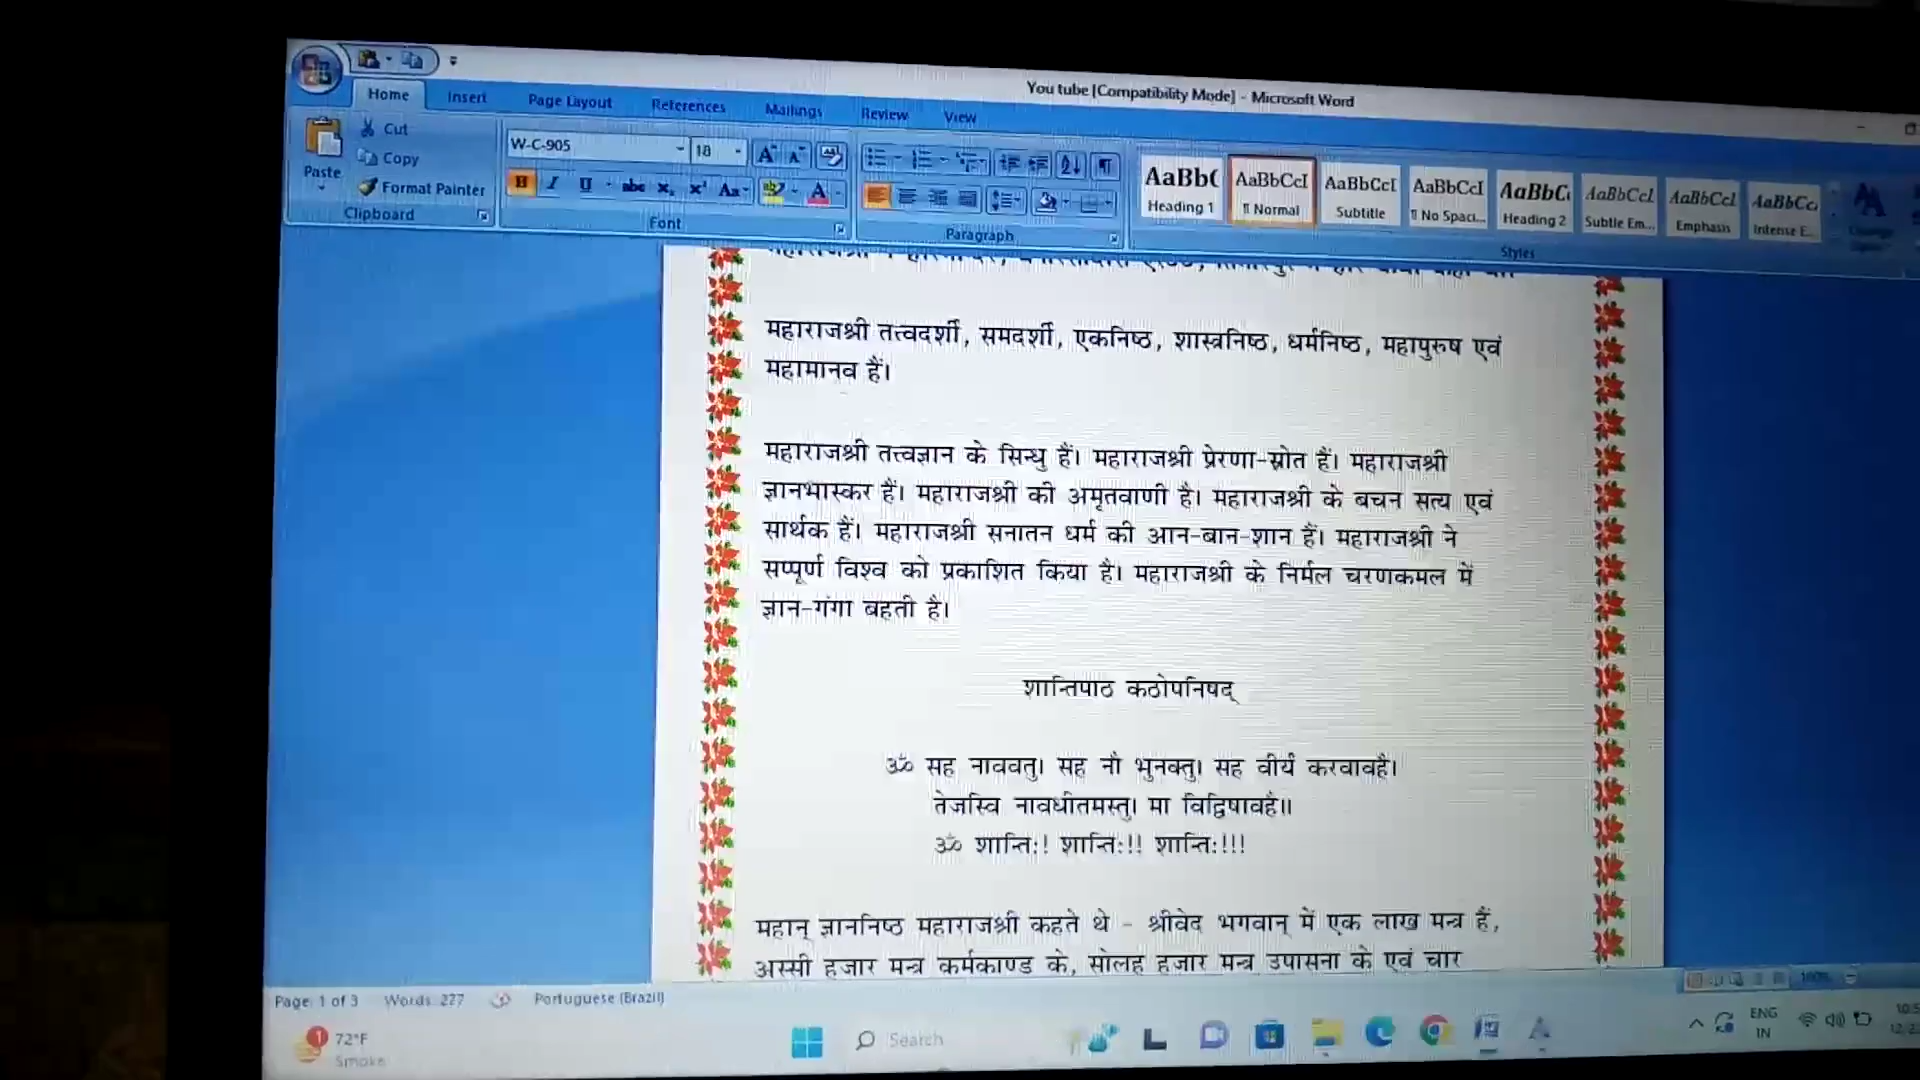 You tube [Compatibility Mode] - Microsoft Word
Home Insert Page Layout References Mailings Review View
Paste
Cut
Copy
Format Painter
Clipboard
W-C-905 18
Font
Paragraph
AaBb( AaBbCcI AaBbCcI AaBbCcI AaBbC AaBbCcL AaBbCcL AaBbCc
Heading 1 ¶ Normal Subtitle ¶ No Spaci... Heading 2 Subtle Em... Emphasis Intense E...
Styles
महाराजश्री तत्त्वदर्शी, समदर्शी, एकनिष्ठ, शास्त्रनिष्ठ, धर्मनिष्ठ, महापुरुष एवं
महामानव हैं।
महाराजश्री तत्त्वज्ञान के सिन्धु हैं। महाराजश्री प्रेरणा-स्रोत हैं। महाराजश्री
ज्ञानभास्कर हैं। महाराजश्री की अमृतवाणी है। महाराजश्री के बचन सत्य एवं
सार्थक हैं। महाराजश्री सनातन धर्म की आन-बान-शान हैं। महाराजश्री ने
सप्पूर्ण विश्व को प्रकाशित किया है। महाराजश्री के निर्मल चरणकमल में
ज्ञान-गंगा बहती है।
शान्तिपाठ कठोपनिषद्
ॐ सह नाववतु। सह नौ भुनक्तु। सह वीर्यं करवावहै।
तेजस्वि नावधीतमस्तु। मा विद्विषावहै॥
ॐ शान्तिः! शान्तिः!! शान्तिः!!!
महान् ज्ञाननिष्ठ महाराजश्री कहते थे - श्रीवेद भगवान् में एक लाख मन्त्र हैं,
अस्सी हजार मन्त्र कर्मकाण्ड के, सोलह हजार मन्त्र उपासना के एवं चार
Page: 1 of 3 Words: 277 Portuguese (Brazil)
72°F
Smoke
Search
ENG
IN